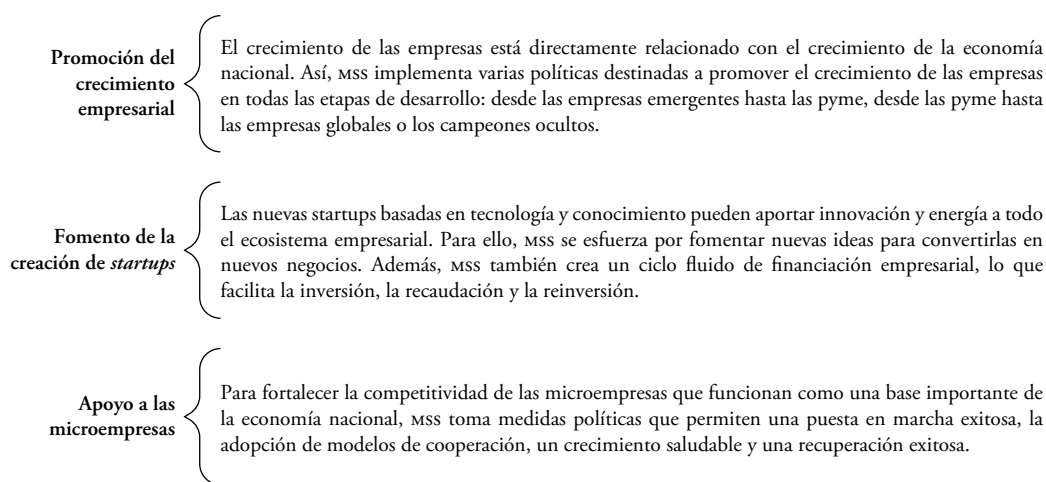 Promoción del
crecimiento
empresarial
El crecimiento de las empresas está directamente relacionado con el crecimiento de la economía
nacional. Así, MSS implementa varias políticas destinadas a promover el crecimiento de las empresas
en todas las etapas de desarrollo: desde las empresas emergentes hasta las pyme, desde las pyme hasta
las empresas globales o los campeones ocultos.
Fomento de la
creación de startups
Las nuevas startups basadas en tecnología y conocimiento pueden aportar innovación y energía a todo
el ecosistema empresarial. Para ello, MSS se esfuerza por fomentar nuevas ideas para convertirlas en
nuevos negocios. Además, MSS también crea un ciclo fluido de financiación empresarial, lo que
facilita la inversión, la recaudación y la reinversión.
Apoyo a las
microempresas
Para fortalecer la competitividad de las microempresas que funcionan como una base importante de
la economía nacional, MSS toma medidas políticas que permiten una puesta en marcha exitosa, la
adopción de modelos de cooperación, un crecimiento saludable y una recuperación exitosa.